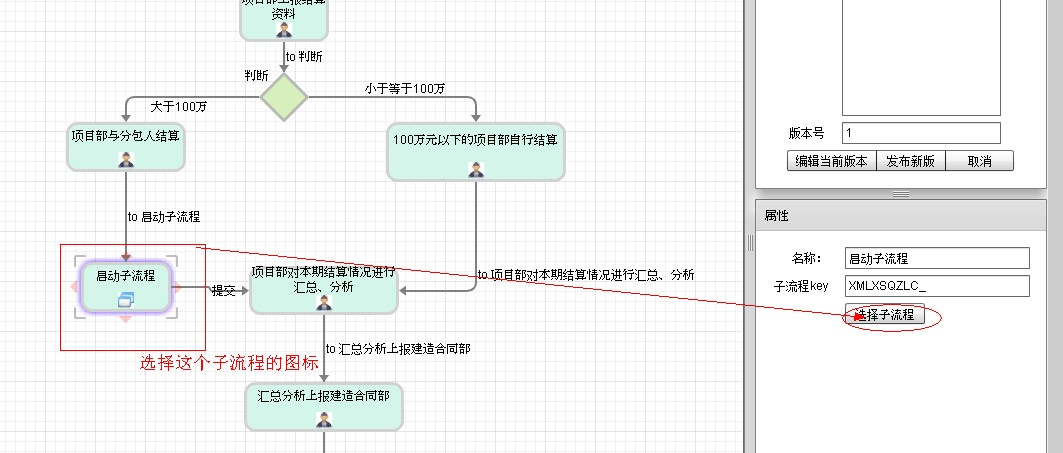 项目部上报结算
资料
to 判断
判断
大于100万
小于等于100万
项目部与分包人结算
100万元以下的项目部自行结算
to 启动子流程
启动子流程
提交
项目部对本期结算情况进行
汇总、分析
to 项目部对本期结算情况进行汇总、分析
选择这个子流程的图标
to 汇总分析上报建造合同部
汇总分析上报建造合同部
版本号
1
编辑当前版本
发布新版
取消
属性
名称：
启动子流程
子流程key
XMLXSQZLC_
选择子流程